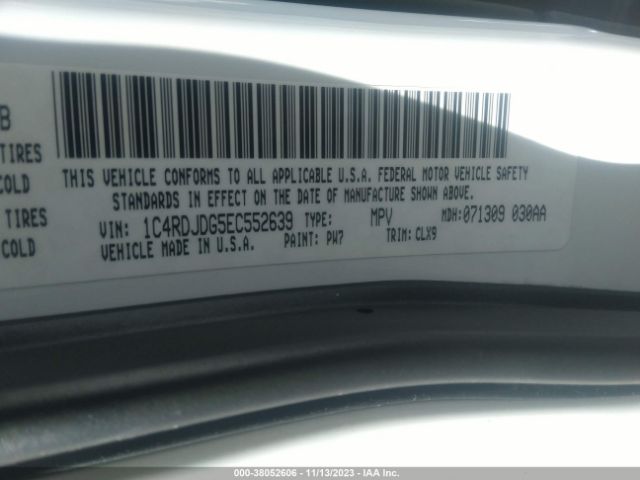 B
TIRES
COLD
TIRES
COLD
THIS VEHICLE CONFORMS TO ALL APPLICABLE U.S.A. FEDERAL MOTOR VEHICLE SAFETY
STANDARDS IN EFFECT ON THE DATE OF MANUFACTURE SHOWN ABOVE.
VIN: 1C4RDJDG5EC552639 TYPE: MPV MDH: 071309 030AA
VEHICLE MADE IN U.S.A. PAINT: PW7 TRIM: CLX9
000-38052606 - 11/13/2023 - IAA Inc.